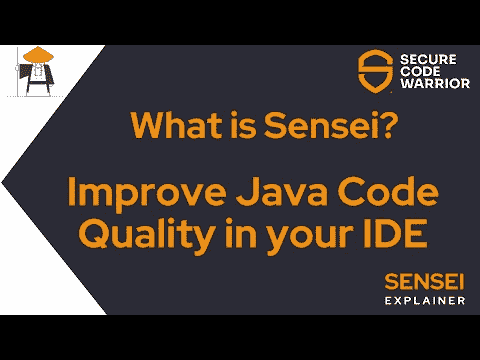 SECURE
CODE
WARRIOR
What is Sensei?
Improve Java Code
Quality in your IDE
SENSEI
EXPLAINER